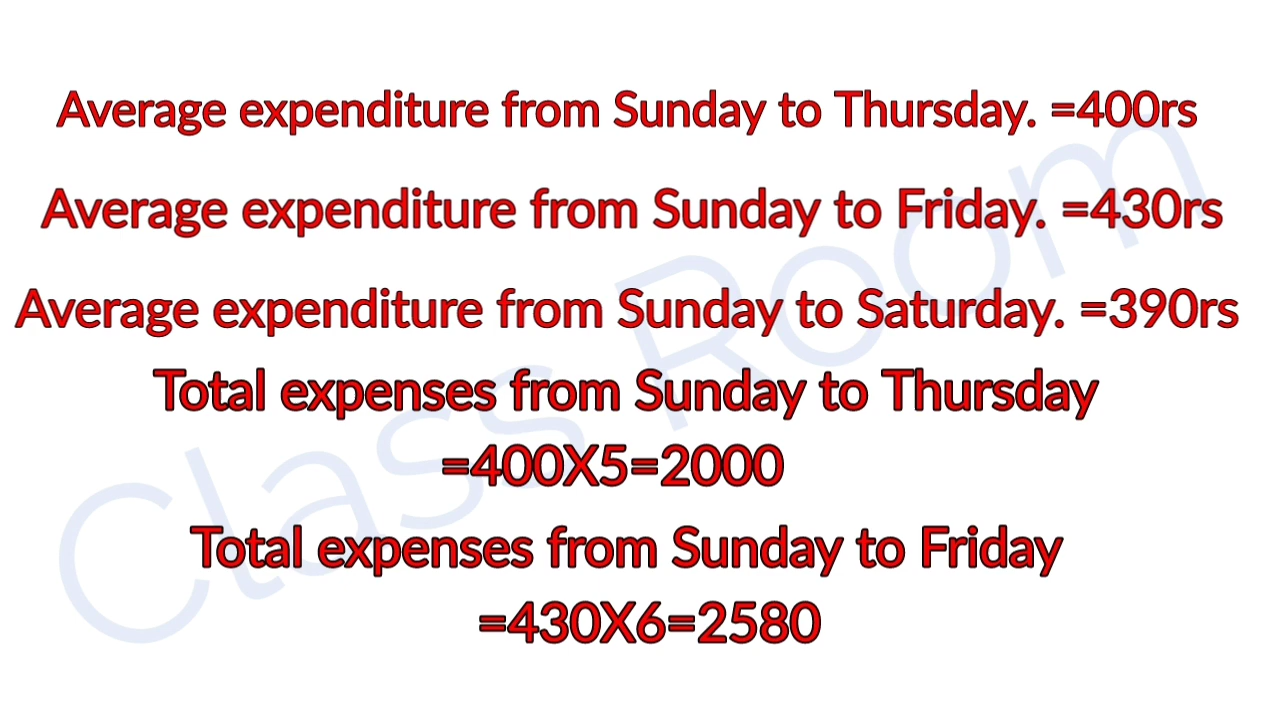 Average expenditure from Sunday to Thursday. =400rs
Average expenditure from Sunday to Friday. =430rs
Average expenditure from Sunday to Saturday. =390rs
Total expenses from Sunday to Thursday
=400X5=2000
Total expenses from Sunday to Friday
=430X6=2580
Class Room